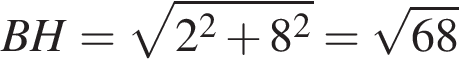 BH = √(2² + 8²) = √68